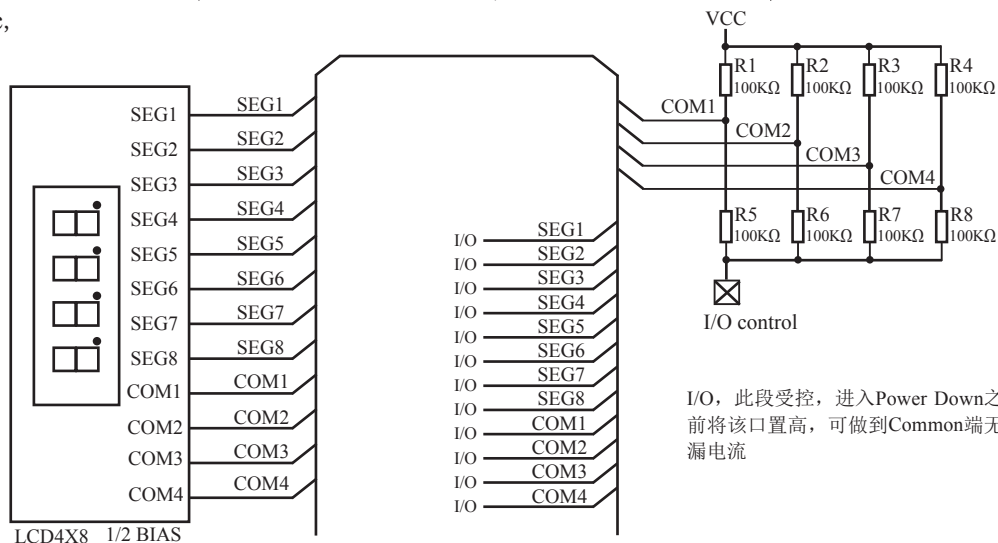 c,
VCC
R1
100KΩ
R2
100KΩ
R3
100KΩ
R4
100KΩ
COM1
COM2
COM3
COM4
R5
100KΩ
R6
100KΩ
R7
100KΩ
R8
100KΩ
I/O control
SEG1
SEG2
SEG3
SEG4
SEG5
SEG6
SEG7
SEG8
COM1
COM2
COM3
COM4
SEG1
SEG2
SEG3
SEG4
SEG5
SEG6
SEG7
SEG8
COM1
COM2
COM3
COM4
I/O SEG1
I/O SEG2
I/O SEG3
I/O SEG4
I/O SEG5
I/O SEG6
I/O SEG7
I/O SEG8
I/O COM1
I/O COM2
I/O COM3
I/O COM4
I/O，此段受控，进入Power Down之
前将该口置高，可做到Common端无
漏电流
LCD4X8 1/2 BIAS